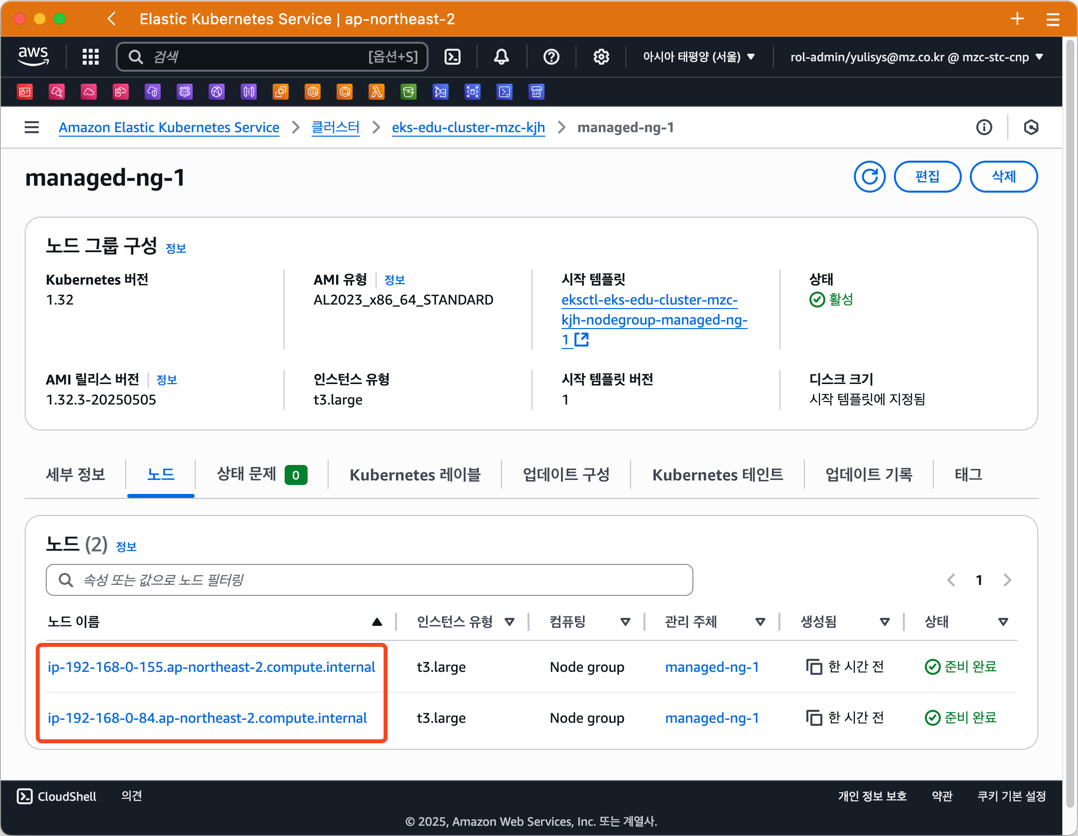 Elastic Kubernetes Service | ap-northeast-2
aws
검색 [옵션+S] 아시아 태평양 (서울) ▼ rol-admin/yulisys@mz.co.kr @ mzc-stc-cnp ▼
Amazon Elastic Kubernetes Service > 클러스터 > eks-edu-cluster-mzc-kjh > managed-ng-1
managed-ng-1
편집 삭제
노드 그룹 구성 정보
Kubernetes 버전
1.32
AMI 유형 정보
AL2023_x86_64_STANDARD
시작 템플릿
eksctl-eks-edu-cluster-mzc-
kjh-nodegroup-managed-ng-
1
상태
활성
AMI 릴리스 버전 정보
1.32.3-20250505
인스턴스 유형
t3.large
시작 템플릿 버전
1
디스크 크기
시작 템플릿에 지정됨
세부 정보 노드 상태 문제 0 Kubernetes 레이블 업데이트 구성 Kubernetes 테인트 업데이트 기록 태그
노드 (2) 정보
속성 또는 값으로 노드 필터링 1
노드 이름 인스턴스 유형 컴퓨팅 관리 주체 생성됨 상태
ip-192-168-0-155.ap-northeast-2.compute.internal t3.large Node group managed-ng-1 한 시간 전 준비 완료
ip-192-168-0-84.ap-northeast-2.compute.internal t3.large Node group managed-ng-1 한 시간 전 준비 완료
CloudShell 의견 개인 정보 보호 약관 쿠키 기본 설정
© 2025, Amazon Web Services, Inc. 또는 계열사.